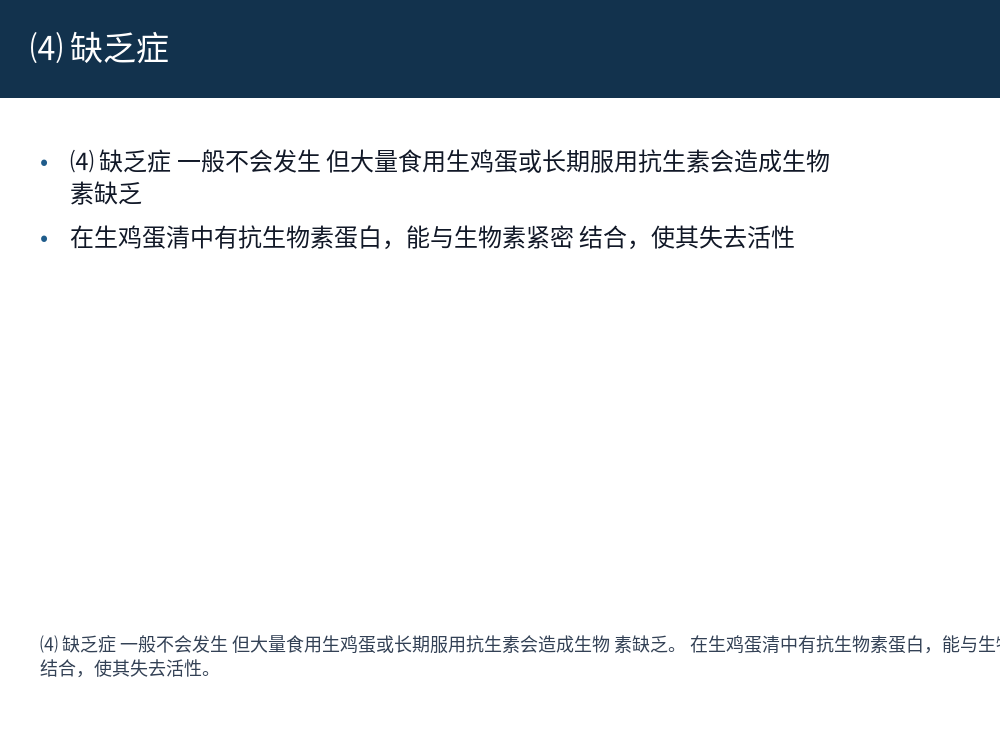 ⑷ 缺乏症
• ⑷ 缺乏症 一般不会发生 但大量食用生鸡蛋或长期服用抗生素会造成生物
素缺乏
• 在生鸡蛋清中有抗生物素蛋白，能与生物素紧密 结合，使其失去活性
⑷ 缺乏症 一般不会发生 但大量食用生鸡蛋或长期服用抗生素会造成生物 素缺乏。 在生鸡蛋清中有抗生物素蛋白，能与生
结合，使其失去活性。